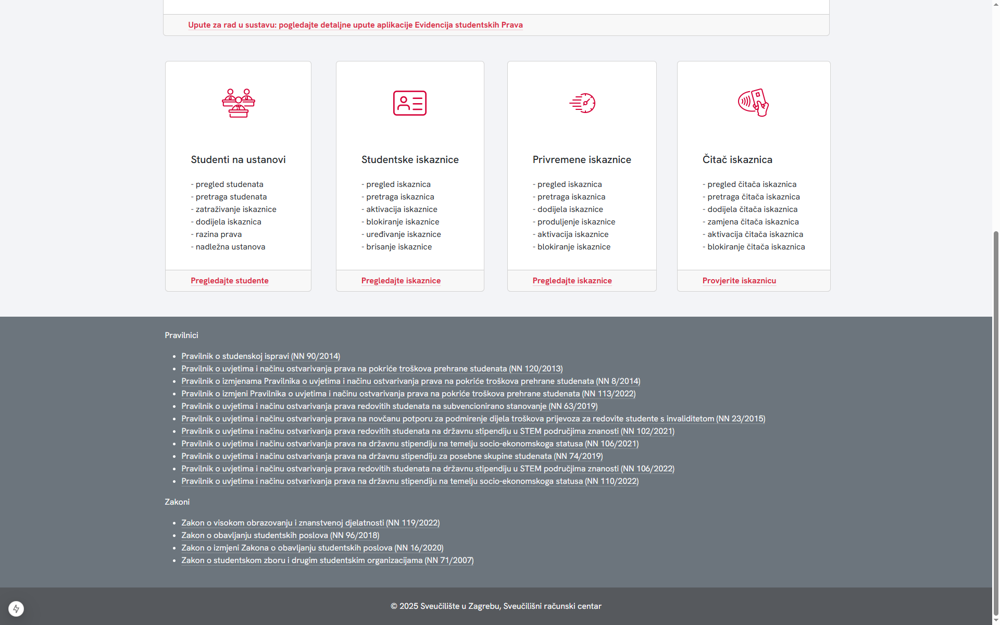 Upute za rad u sustavu: pogledajte detaljne upute aplikacije Evidencija studentskih Prava
Studenti na ustanovi
- pregled studenata
- pretraga studenata
- zatraživanje iskaznice
- dodijela iskaznica
- razina prava
- nadležna ustanova
Pregledajte studente
Studentske iskaznice
- pregled iskaznica
- pretraga iskaznica
- aktivacija iskaznice
- blokiranje iskaznice
- uređivanje iskaznice
- brisanje iskaznice
Pregledajte iskaznice
Privremene iskaznice
- pregled iskaznica
- pretraga iskaznica
- dodijela iskaznice
- produljenje iskaznice
- aktivacija iskaznice
- blokiranje iskaznice
Pregledajte iskaznice
Čitač iskaznica
- pregled čitača iskaznica
- pretraga čitača iskaznica
- dodijela čitača iskaznica
- zamjena čitača iskaznica
- aktivacija čitača iskaznica
- blokiranje čitača iskaznica
Provjerite iskaznicu
Pravilnici
• Pravilnik o studenskoj ispravi (NN 90/2014)
• Pravilnik o uvjetima i načinu ostvarivanja prava na pokriće troškova prehrane studenata (NN 120/2013)
• Pravilnik o izmjenama Pravilnika o uvjetima i načinu ostvarivanja prava na pokriće troškova prehrane studenata (NN 8/2014)
• Pravilnik o izmjeni Pravilnika o uvjetima i načinu ostvarivanja prava na pokriće troškova prehrane studenata (NN 113/2022)
• Pravilnik o uvjetima i načinu ostvarivanja prava redovitih studenata na subvencionirano stanovanje (NN 63/2019)
• Pravilnik o uvjetima i načinu ostvarivanja prava na novčanu potporu za podmirenje dijela troškova prijevoza za redovite studente s invaliditetom (NN 23/2015)
• Pravilnik o uvjetima i načinu ostvarivanja prava redovitih studenata na državnu stipendiju u STEM područjima znanosti (NN 102/2021)
• Pravilnik o uvjetima i načinu ostvarivanja prava na državnu stipendiju na temelju socio-ekonomskoga statusa (NN 106/2021)
• Pravilnik o uvjetima i načinu ostvarivanja prava na državnu stipendiju za posebne skupine studenata (NN 74/2019)
• Pravilnik o uvjetima i načinu ostvarivanja prava redovitih studenata na državnu stipendiju u STEM područjima znanosti (NN 106/2022)
• Pravilnik o uvjetima i načinu ostvarivanja prava na državnu stipendiju na temelju socio-ekonomskoga statusa (NN 110/2022)
Zakoni
• Zakon o visokom obrazovanju i znanstvenoj djelatnosti (NN 119/2022)
• Zakon o obavljanju studentskih poslova (NN 96/2018)
• Zakon o izmjeni Zakona o obavljanju studentskih poslova (NN 16/2020)
• Zakon o studentskom zboru i drugim studentskim organizacijama (NN 71/2007)
© 2025 Sveučilište u Zagrebu, Sveučilišni računski centar